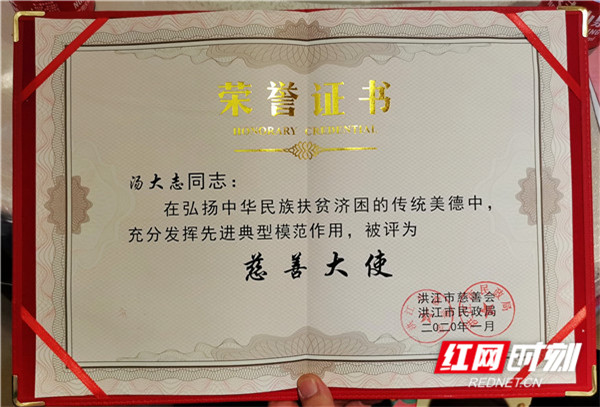 荣誉证书
HONORARY CREDENTIAL
汤大志同志：
在弘扬中华民族扶贫济困的传统美德中，
充分发挥先进典型模范作用，被评为
慈善大使
洪江市慈善会
洪江市民政局
二〇二〇年一月
红网时刻
REDNET.CN